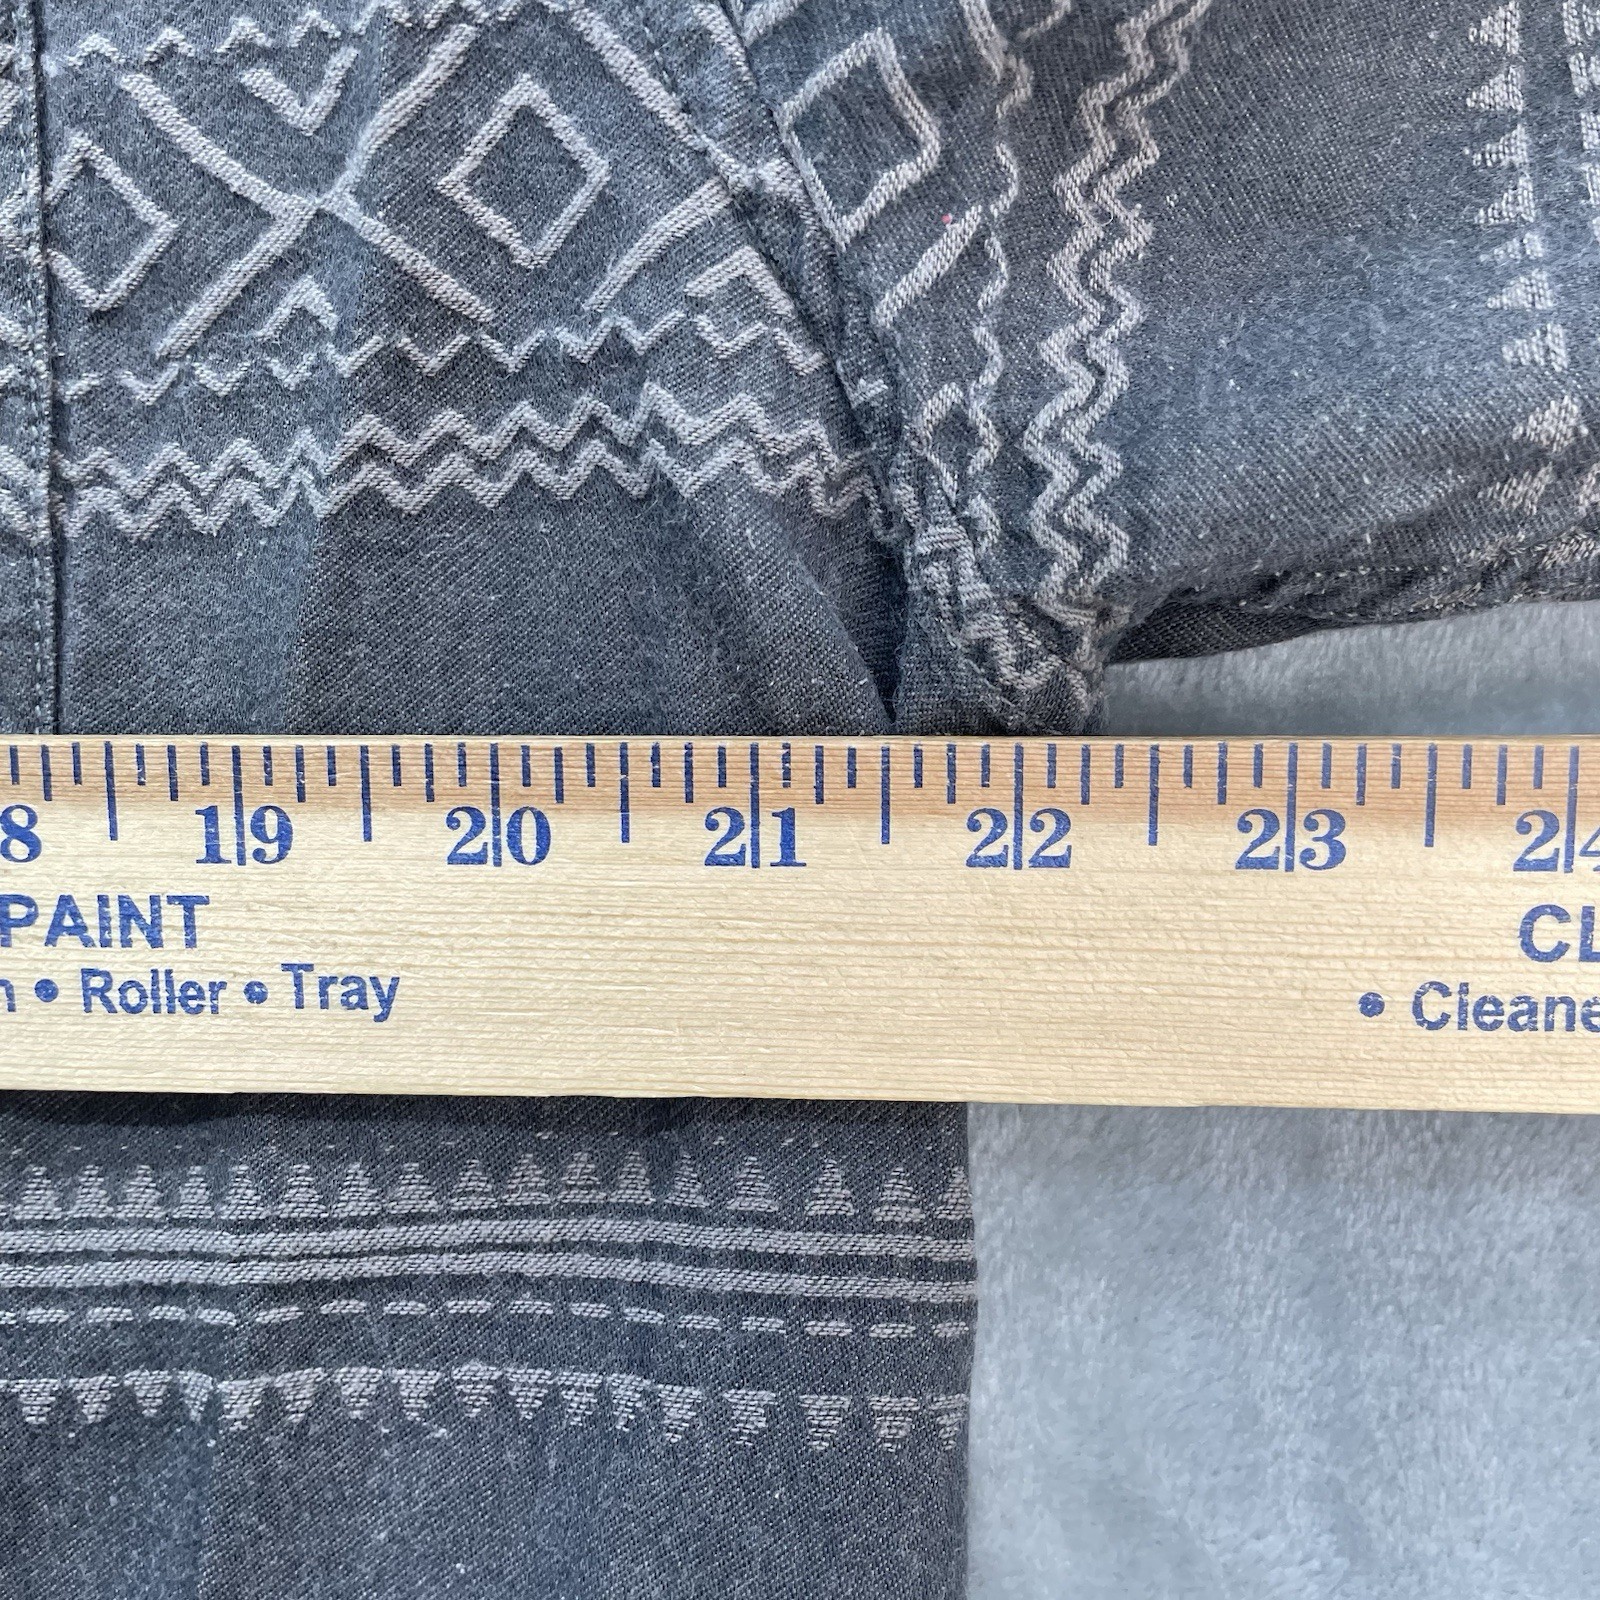 8 19 20 21 22 23 24
PAINT CL
n • Roller • Tray • Cleane